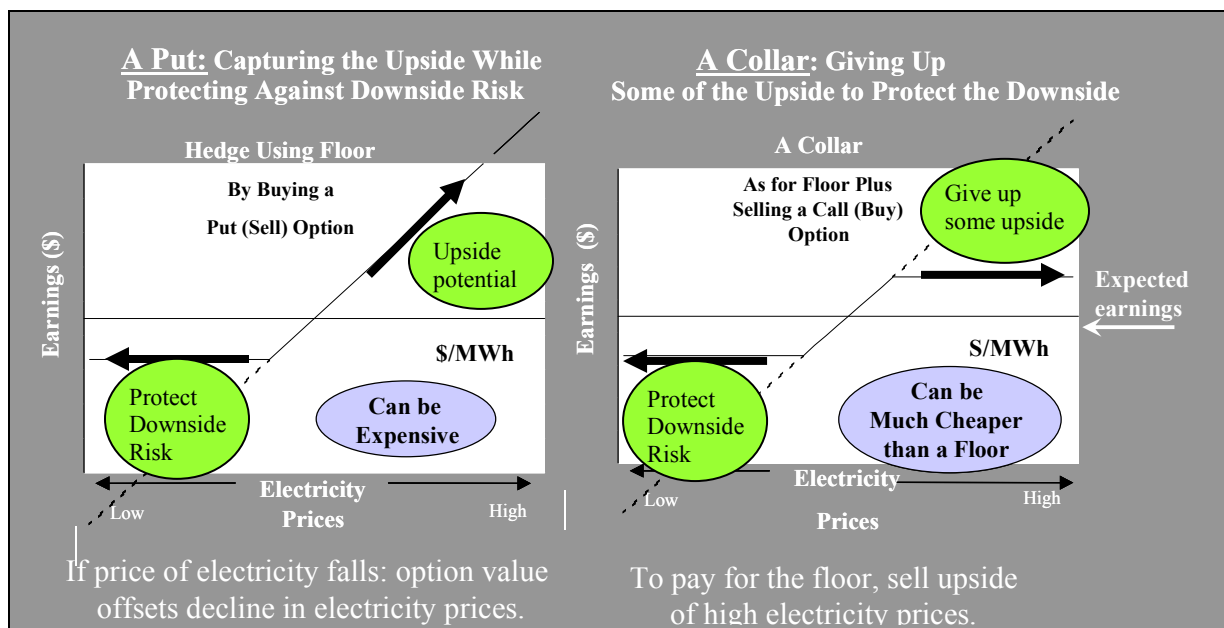 A Put: Capturing the Upside While
Protecting Against Downside Risk
Hedge Using Floor
By Buying a
Put (Sell) Option
Upside
potential
Earnings ($)
$/MWh
Protect
Downside
Risk
Can be
Expensive
Electricity
Prices
Low
High
If price of electricity falls: option value
offsets decline in electricity prices.
A Collar: Giving Up
Some of the Upside to Protect the Downside
A Collar
As for Floor Plus
Selling a Call (Buy)
Option
Give up
some upside
Earnings ($)
Expected
earnings
S/MWh
Protect
Downside
Risk
Can be
Much Cheaper
than a Floor
Electricity
Prices
Low
High
To pay for the floor, sell upside
of high electricity prices.